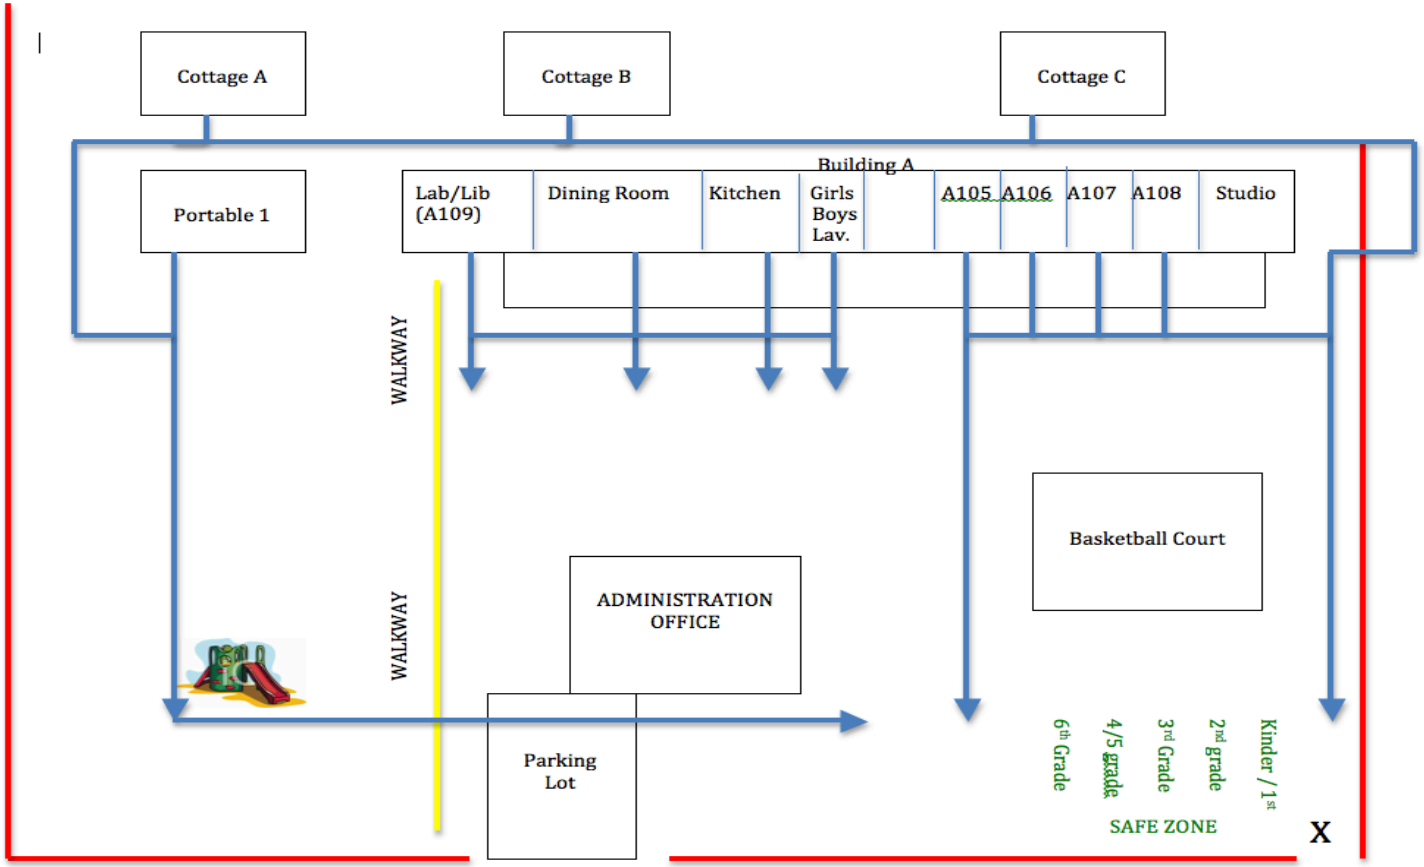 Cottage A
Cottage B
Cottage C
Building A
Portable 1
Lab/Lib
(A109)
Dining Room
Kitchen
Girls
Boys
Lav.
A105
A106
A107
A108
Studio
WALKWAY
Basketball Court
ADMINISTRATION
OFFICE
WALKWAY
Parking
Lot
6th Grade
4/5 grade
3rd Grade
2nd grade
Kinder / 1st
SAFE ZONE
X